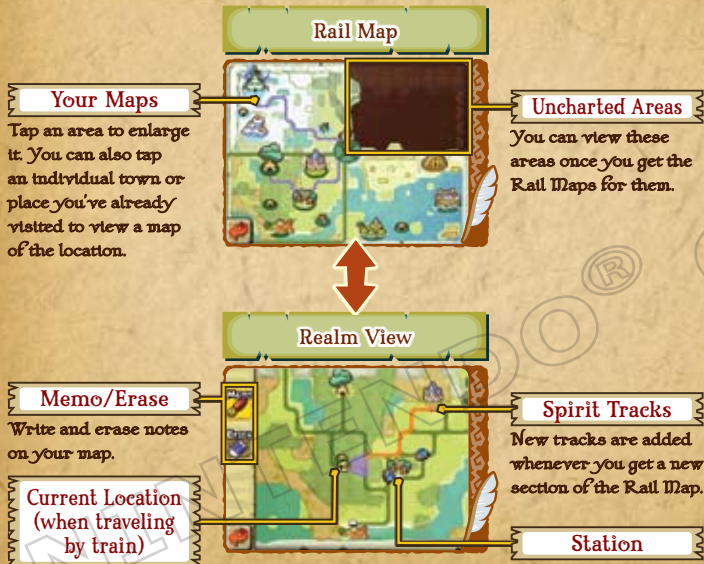 Rail Map
Your Maps
Tap an area to enlarge
it. You can also tap
an individual town or
place you've already
visited to view a map
of the location.
Uncharted Areas
You can view these
areas once you get the
Rail Maps for them.
Realm View
Memo/Erase
Write and erase notes
on your map.
Current Location
(when traveling
by train)
Spirit Tracks
New tracks are added
whenever you get a new
section of the Rail Map.
Station
NINTENDO®